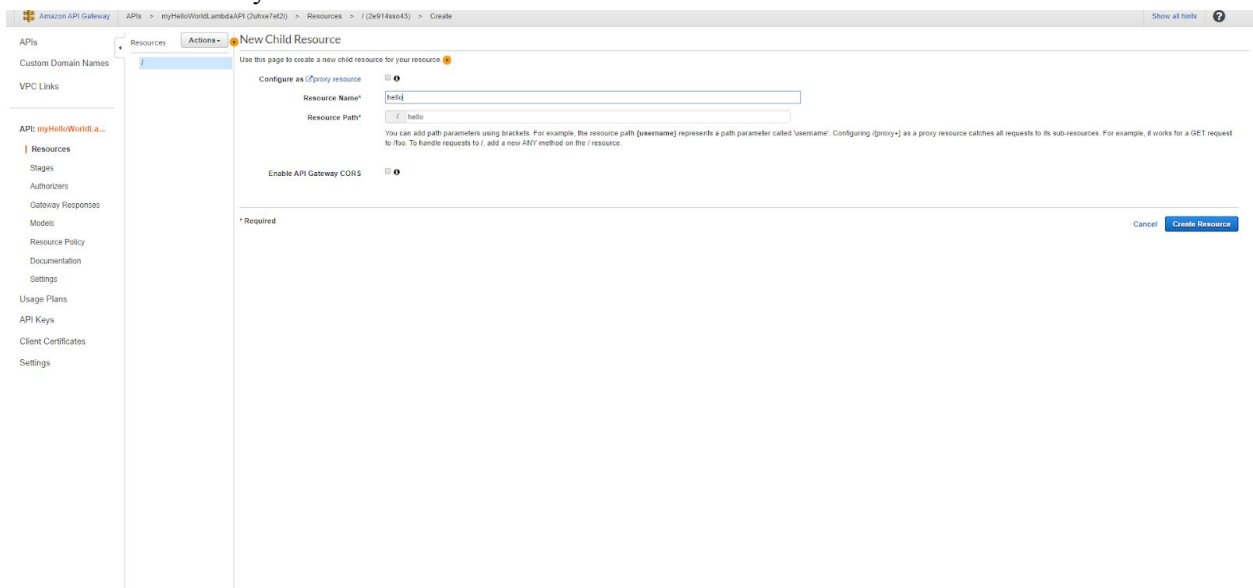 Amazon API Gateway APIs > myHelloWorldLambdaAPI (2uhxe7et2i) > Resources > / (2e914sso43) > Create Show all hints
APIs
Custom Domain Names
VPC Links
API: myHelloWorldLa...
Resources
Stages
Authorizers
Gateway Responses
Models
Resource Policy
Documentation
Settings
Usage Plans
API Keys
Client Certificates
Settings
Resources Actions
/
New Child Resource
Use this page to create a new child resource for your resource.
Configure as proxy resource
Resource Name* hello
Resource Path* / hello
You can add path parameters using brackets. For example, the resource path {username} represents a path parameter called 'username'. Configuring /{proxy+} as a proxy resource catches all requests to its sub-resources. For example, it works for a GET request
to /foo. To handle requests to /, add a new ANY method on the / resource.
Enable API Gateway CORS
* Required
Cancel Create Resource